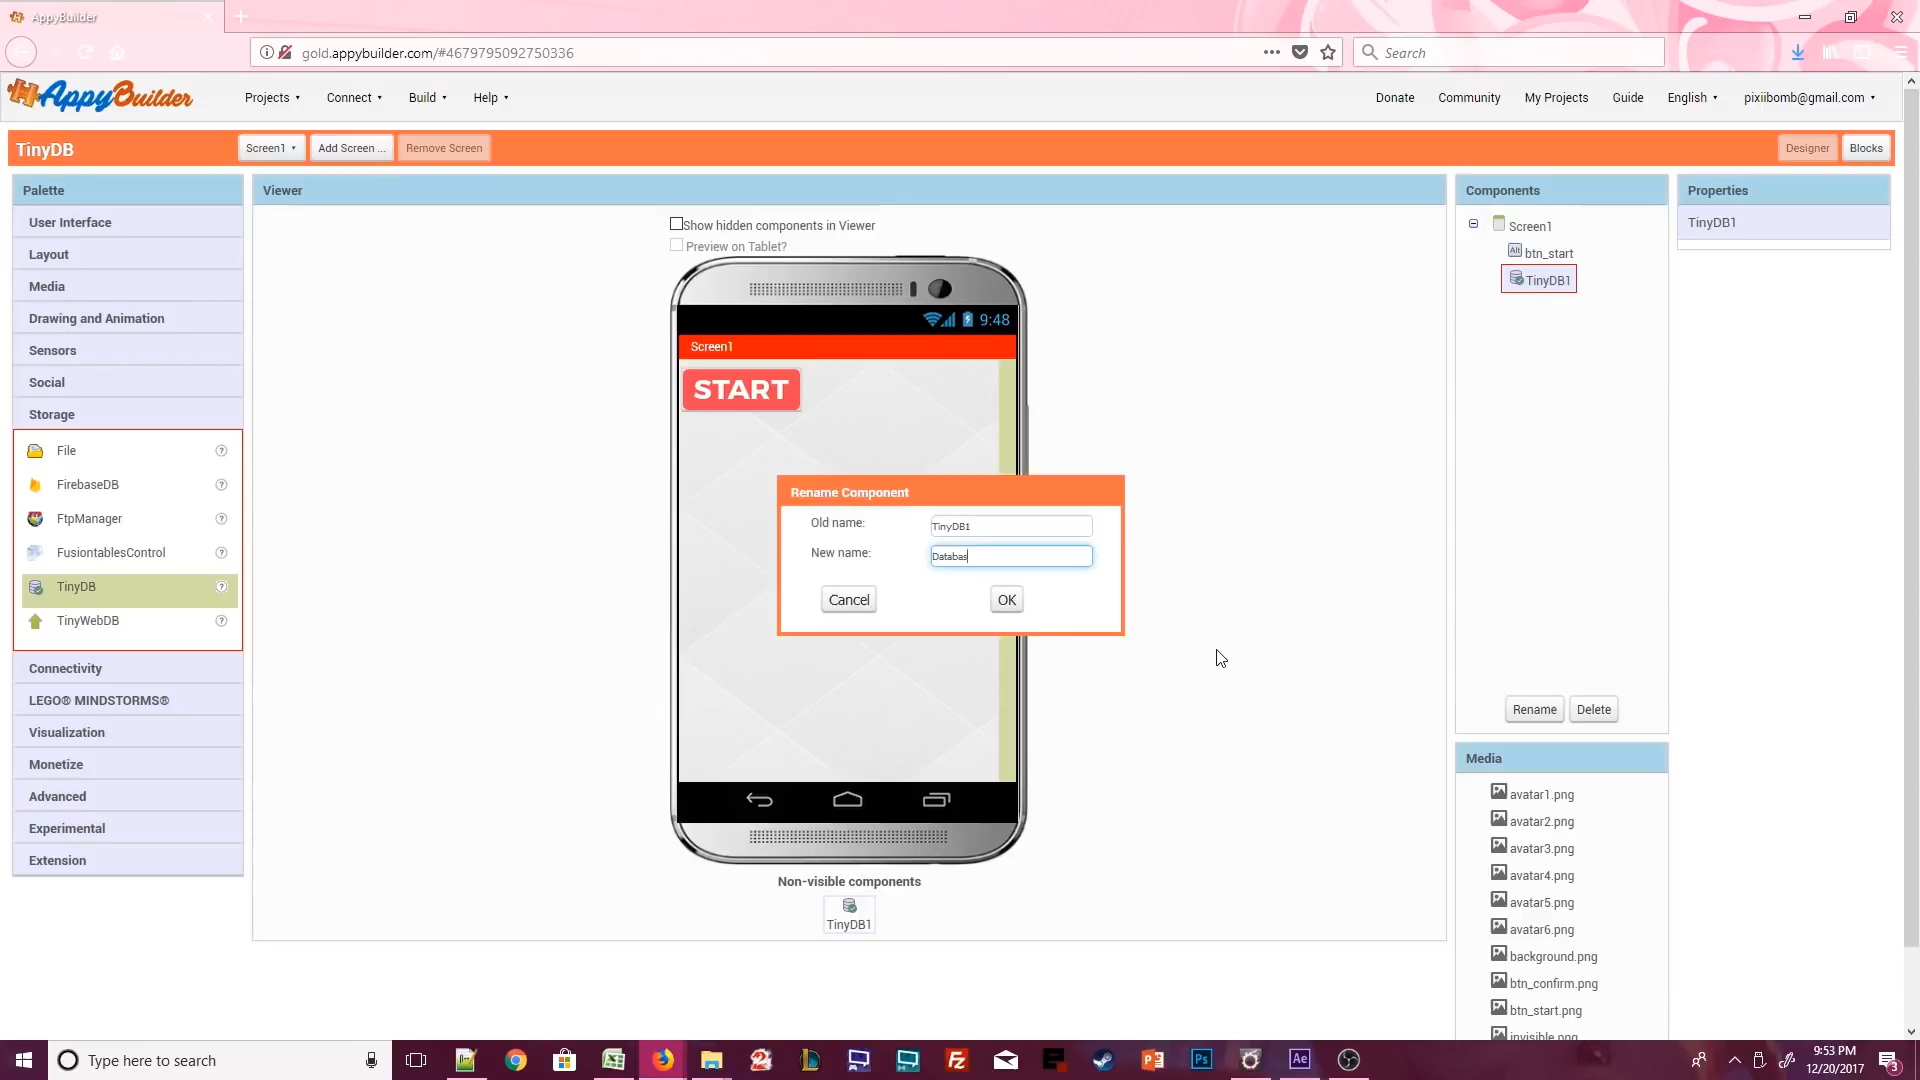 AppyBuilder
gold.appybuilder.com/#4679795092750336
Search
AppyBuilder
Projects
Connect
Build
Help
Donate
Community
My Projects
Guide
English
pixiibomb@gmail.com
TinyDB
Screen1
Add Screen ...
Remove Screen
Designer
Blocks
Palette
User Interface
Layout
Media
Drawing and Animation
Sensors
Social
Storage
File
FirebaseDB
FtpManager
FusiontablesControl
TinyDB
TinyWebDB
Connectivity
LEGO® MINDSTORMS®
Visualization
Monetize
Advanced
Experimental
Extension
Viewer
Show hidden components in Viewer
Preview on Tablet?
9:48
Screen1
START
Rename Component
Old name:
TinyDB1
New name:
Databas
Cancel
OK
Non-visible components
TinyDB1
Components
Screen1
btn_start
TinyDB1
Rename
Delete
Media
avatar1.png
avatar2.png
avatar3.png
avatar4.png
avatar5.png
avatar6.png
background.png
btn_confirm.png
btn_start.png
invisible.png
Properties
TinyDB1
Type here to search
9:53 PM
12/20/2017
3